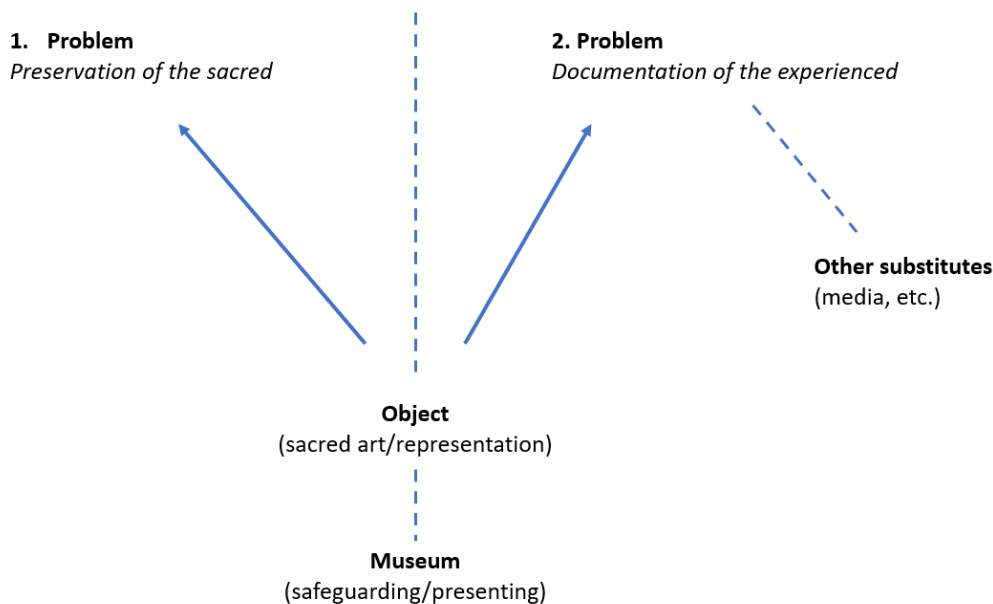 1. Problem
Preservation of the sacred
2. Problem
Documentation of the experienced
Other substitutes
(media, etc.)
Object
(sacred art/representation)
Museum
(safeguarding/presenting)